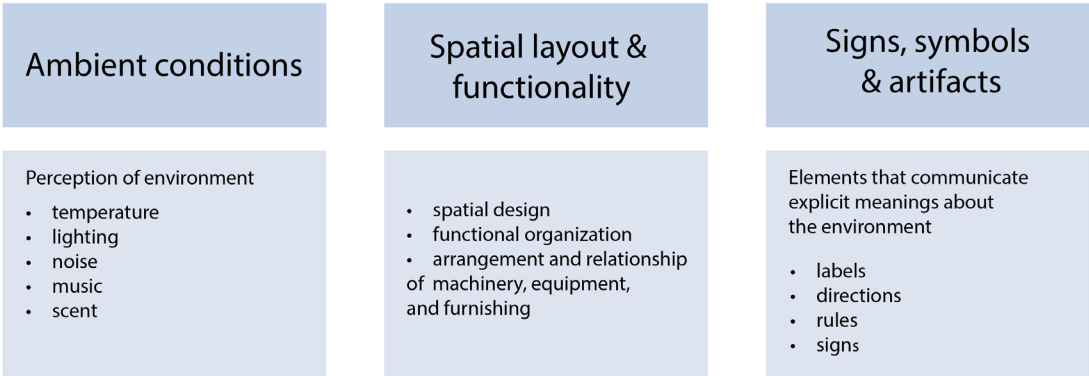 Ambient conditions
Perception of environment
• temperature
• lighting
• noise
• music
• scent
Spatial layout &
functionality
• spatial design
• functional organization
• arrangement and relationship
of machinery, equipment,
and furnishing
Signs, symbols
& artifacts
Elements that communicate
explicit meanings about
the environment
• labels
• directions
• rules
• signs